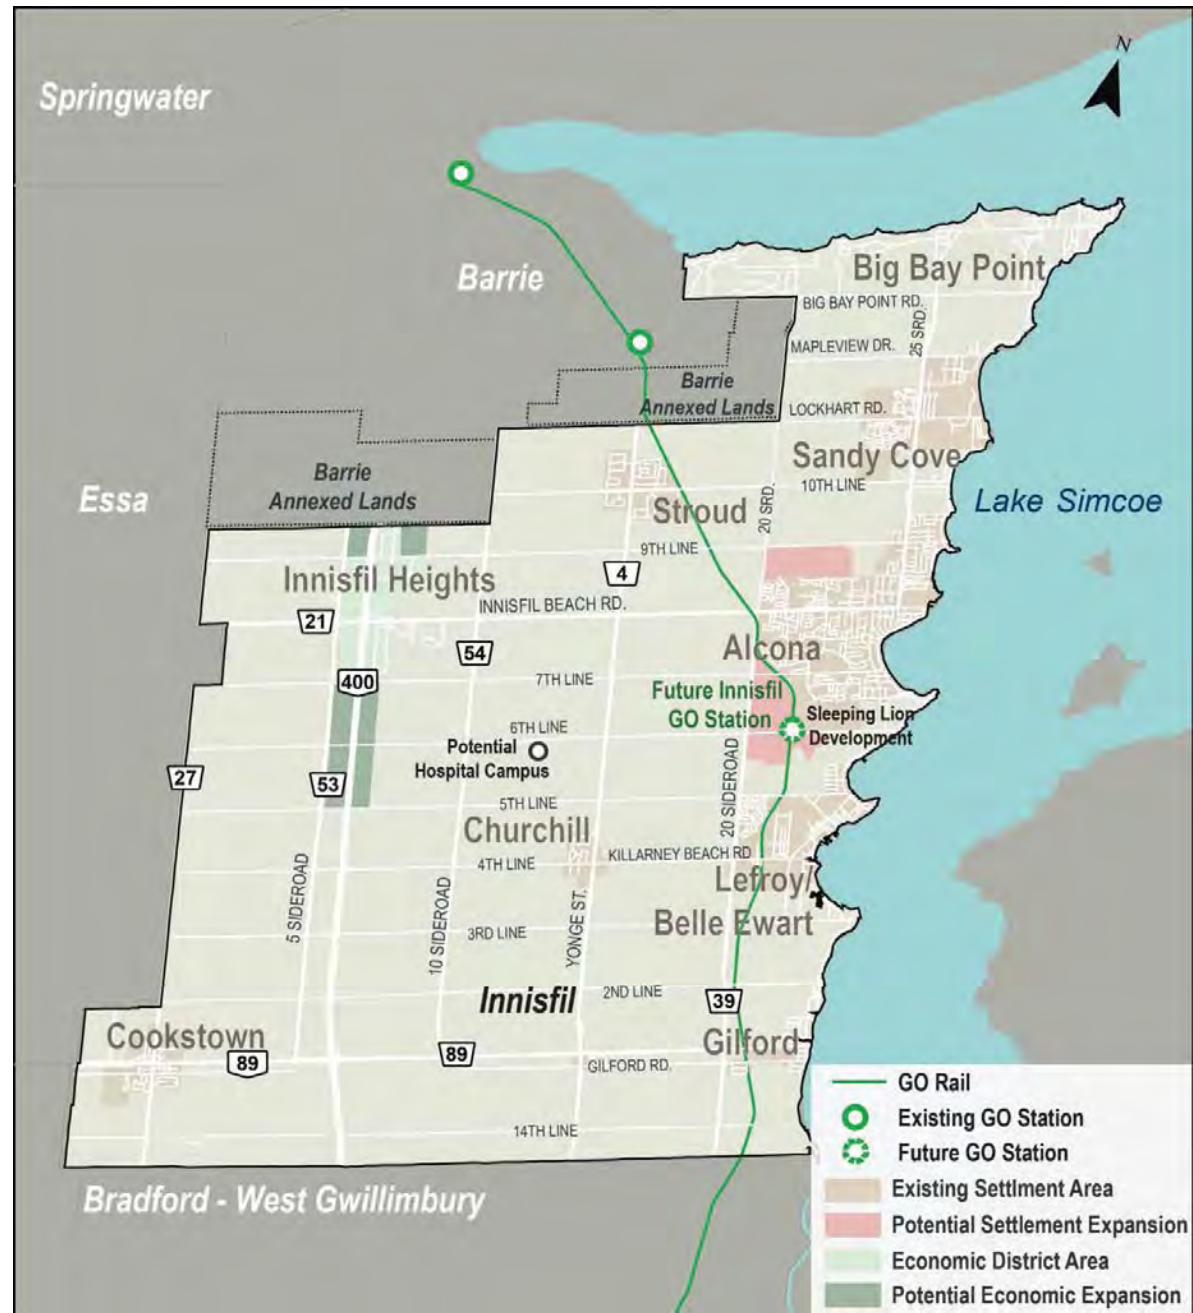 N
Springwater
Barrie
Big Bay Point
BIG BAY POINT RD.
25 SRD.
MAPLEVIEW DR.
Barrie
Annexed Lands
LOCKHART RD.
Sandy Cove
10TH LINE
Essa
Barrie
Annexed Lands
Lake Simcoe
Stroud
20 SRD.
9TH LINE
4
Innisfil Heights
INNISFIL BEACH RD.
21
54
Alcona
400
7TH LINE
Future Innisfil
GO Station
6TH LINE
Sleeping Lion
Development
Potential
Hospital Campus
27
53
20 SIDEROAD
5TH LINE
Churchill
KILLARNEY BEACH RD
4TH LINE
Lefroy/
Belle Ewart
5 SIDEROAD
10 SIDEROAD
YONGE ST.
3RD LINE
Innisfil
2ND LINE
39
Cookstown
89
89
Gilford
GILFORD RD.
14TH LINE
Bradford - West Gwillimbury
GO Rail
Existing GO Station
Future GO Station
Existing Settlment Area
Potential Settlement Expansion
Economic District Area
Potential Economic Expansion